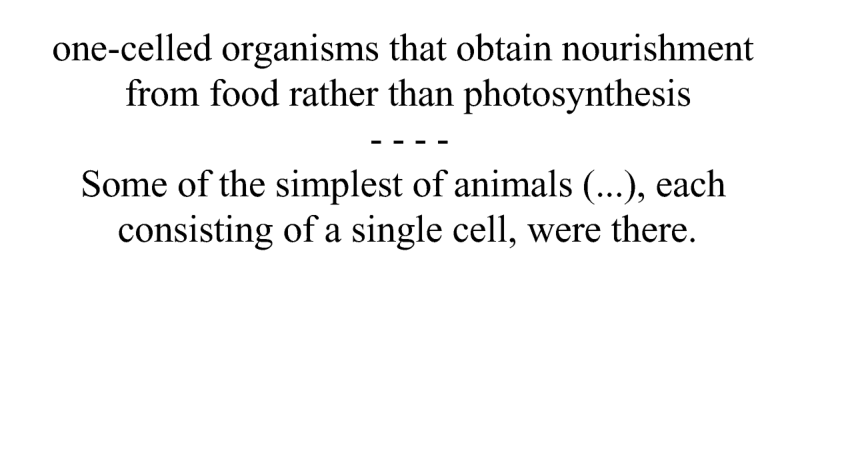 one-celled organisms that obtain nourishment
from food rather than photosynthesis
- - - -
Some of the simplest of animals (...), each
consisting of a single cell, were there.